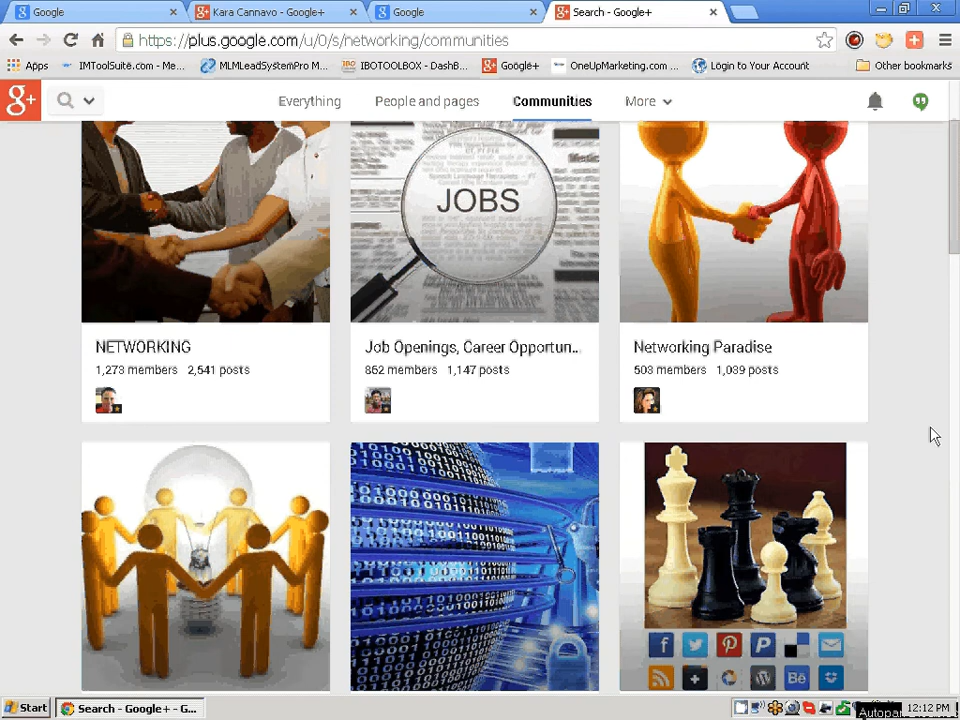 Google
Kara Cannavo - Google+
Google
Search - Google+
https://plus.google.com/u/0/s/networking/communities
Apps
IMToolSuite.com - Me...
MLMLeadSystemPro M...
IBOTOOLBOX - DashB...
Google+
OneUpMarketing.com ...
Login to Your Account
Other bookmarks
g+
Everything
People and pages
Communities
More
JOBS
NETWORKING
1,273 members 2,541 posts
Job Openings, Career Opportun...
862 members 1,147 posts
Networking Paradise
503 members 1,039 posts
Start
Search - Google+ - G...
12:12 PM